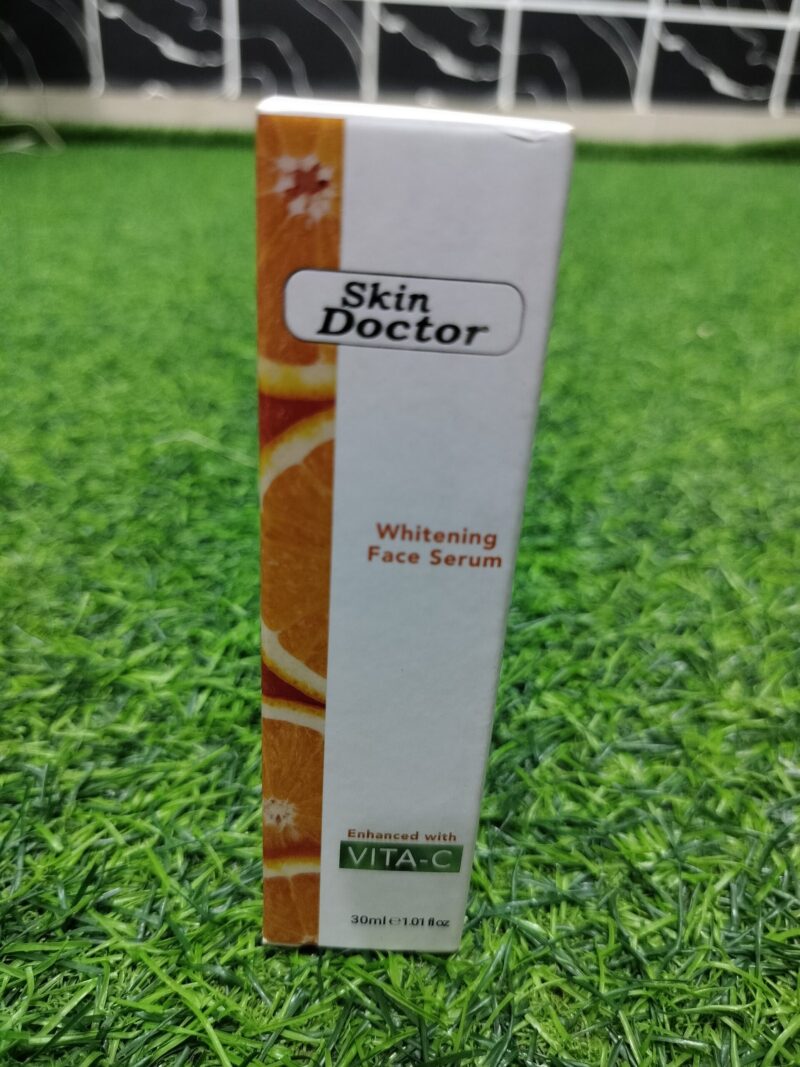 Skin
Doctor
Whitening
Face Serum
Enhanced with
VITA-C
30ml ℮ 1.01 fl oz